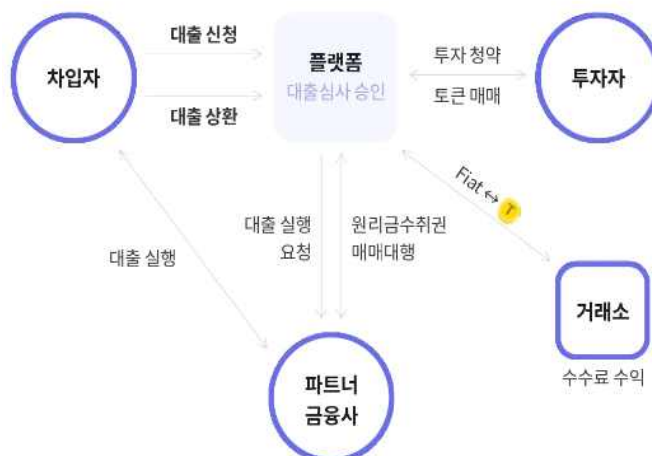 대출 신청
차입자
대출 상환
플랫폼
대출심사 승인
투자 청약
토큰 매매
투자자
Fiat ↔ T
대출 실행
대출 실행
요청
원리금수취권
매매대행
거래소
수수료 수익
파트너
금융사